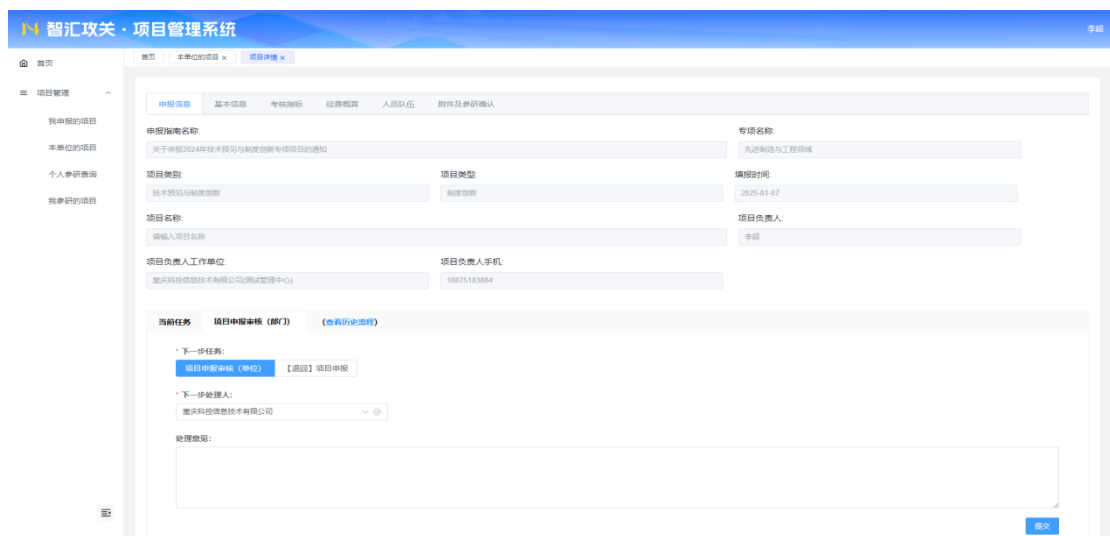 智汇攻关 · 项目管理系统
李超
首页
首页 本单位的项目 × 项目详情 ×
项目管理
我申报的项目
本单位的项目
个人参研查询
我参研的项目
申报信息 基本信息 考核指标 经费概算 人员队伍 附件及参研确认
申报指南名称: 专项名称:
关于申报2024年技术预见与制度创新专项项目的通知 先进制造与工程领域
项目类别: 项目类型: 填报时间:
技术预见与制度创新 制度创新 2025-01-07
项目名称: 项目负责人:
请输入项目名称 李超
项目负责人工作单位: 项目负责人手机:
重庆科控信息技术有限公司(测试管理中心) 18875183884
当前任务 项目申报审核（部门） (查看历史流程)
* 下一步任务:
项目申报审核（单位） 【退回】项目申报
* 下一步处理人:
重庆科控信息技术有限公司
处理意见:
提交